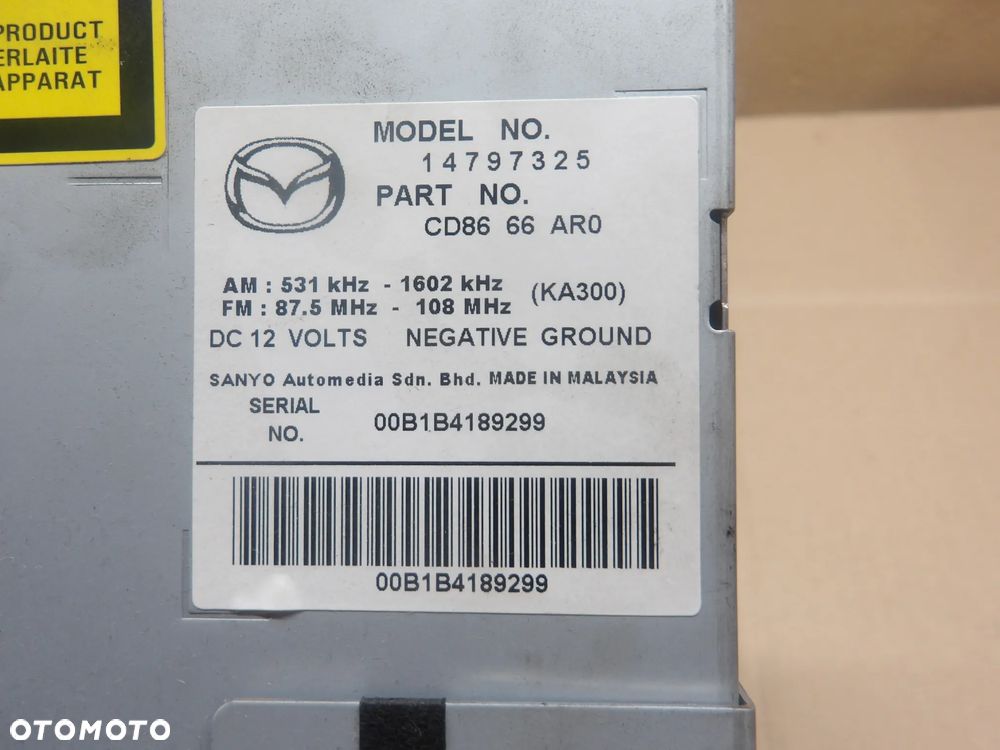 PRODUCT
ERLAITE
APPARAT
MODEL NO.
14797325
PART NO.
CD86 66 AR0
AM : 531 kHz - 1602 kHz
FM : 87.5 MHz - 108 MHz
(KA300)
DC 12 VOLTS NEGATIVE GROUND
SANYO Automedia Sdn. Bhd. MADE IN MALAYSIA
SERIAL
NO.
00B1B4189299
00B1B4189299
OTOMOTO